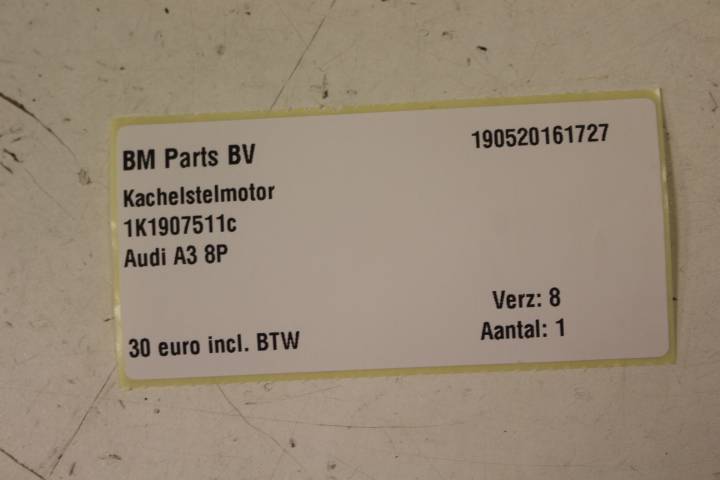 BM Parts BV
190520161727
Kachelstelmotor
1K1907511c
Audi A3 8P
Verz: 8
30 euro incl. BTW
Aantal: 1